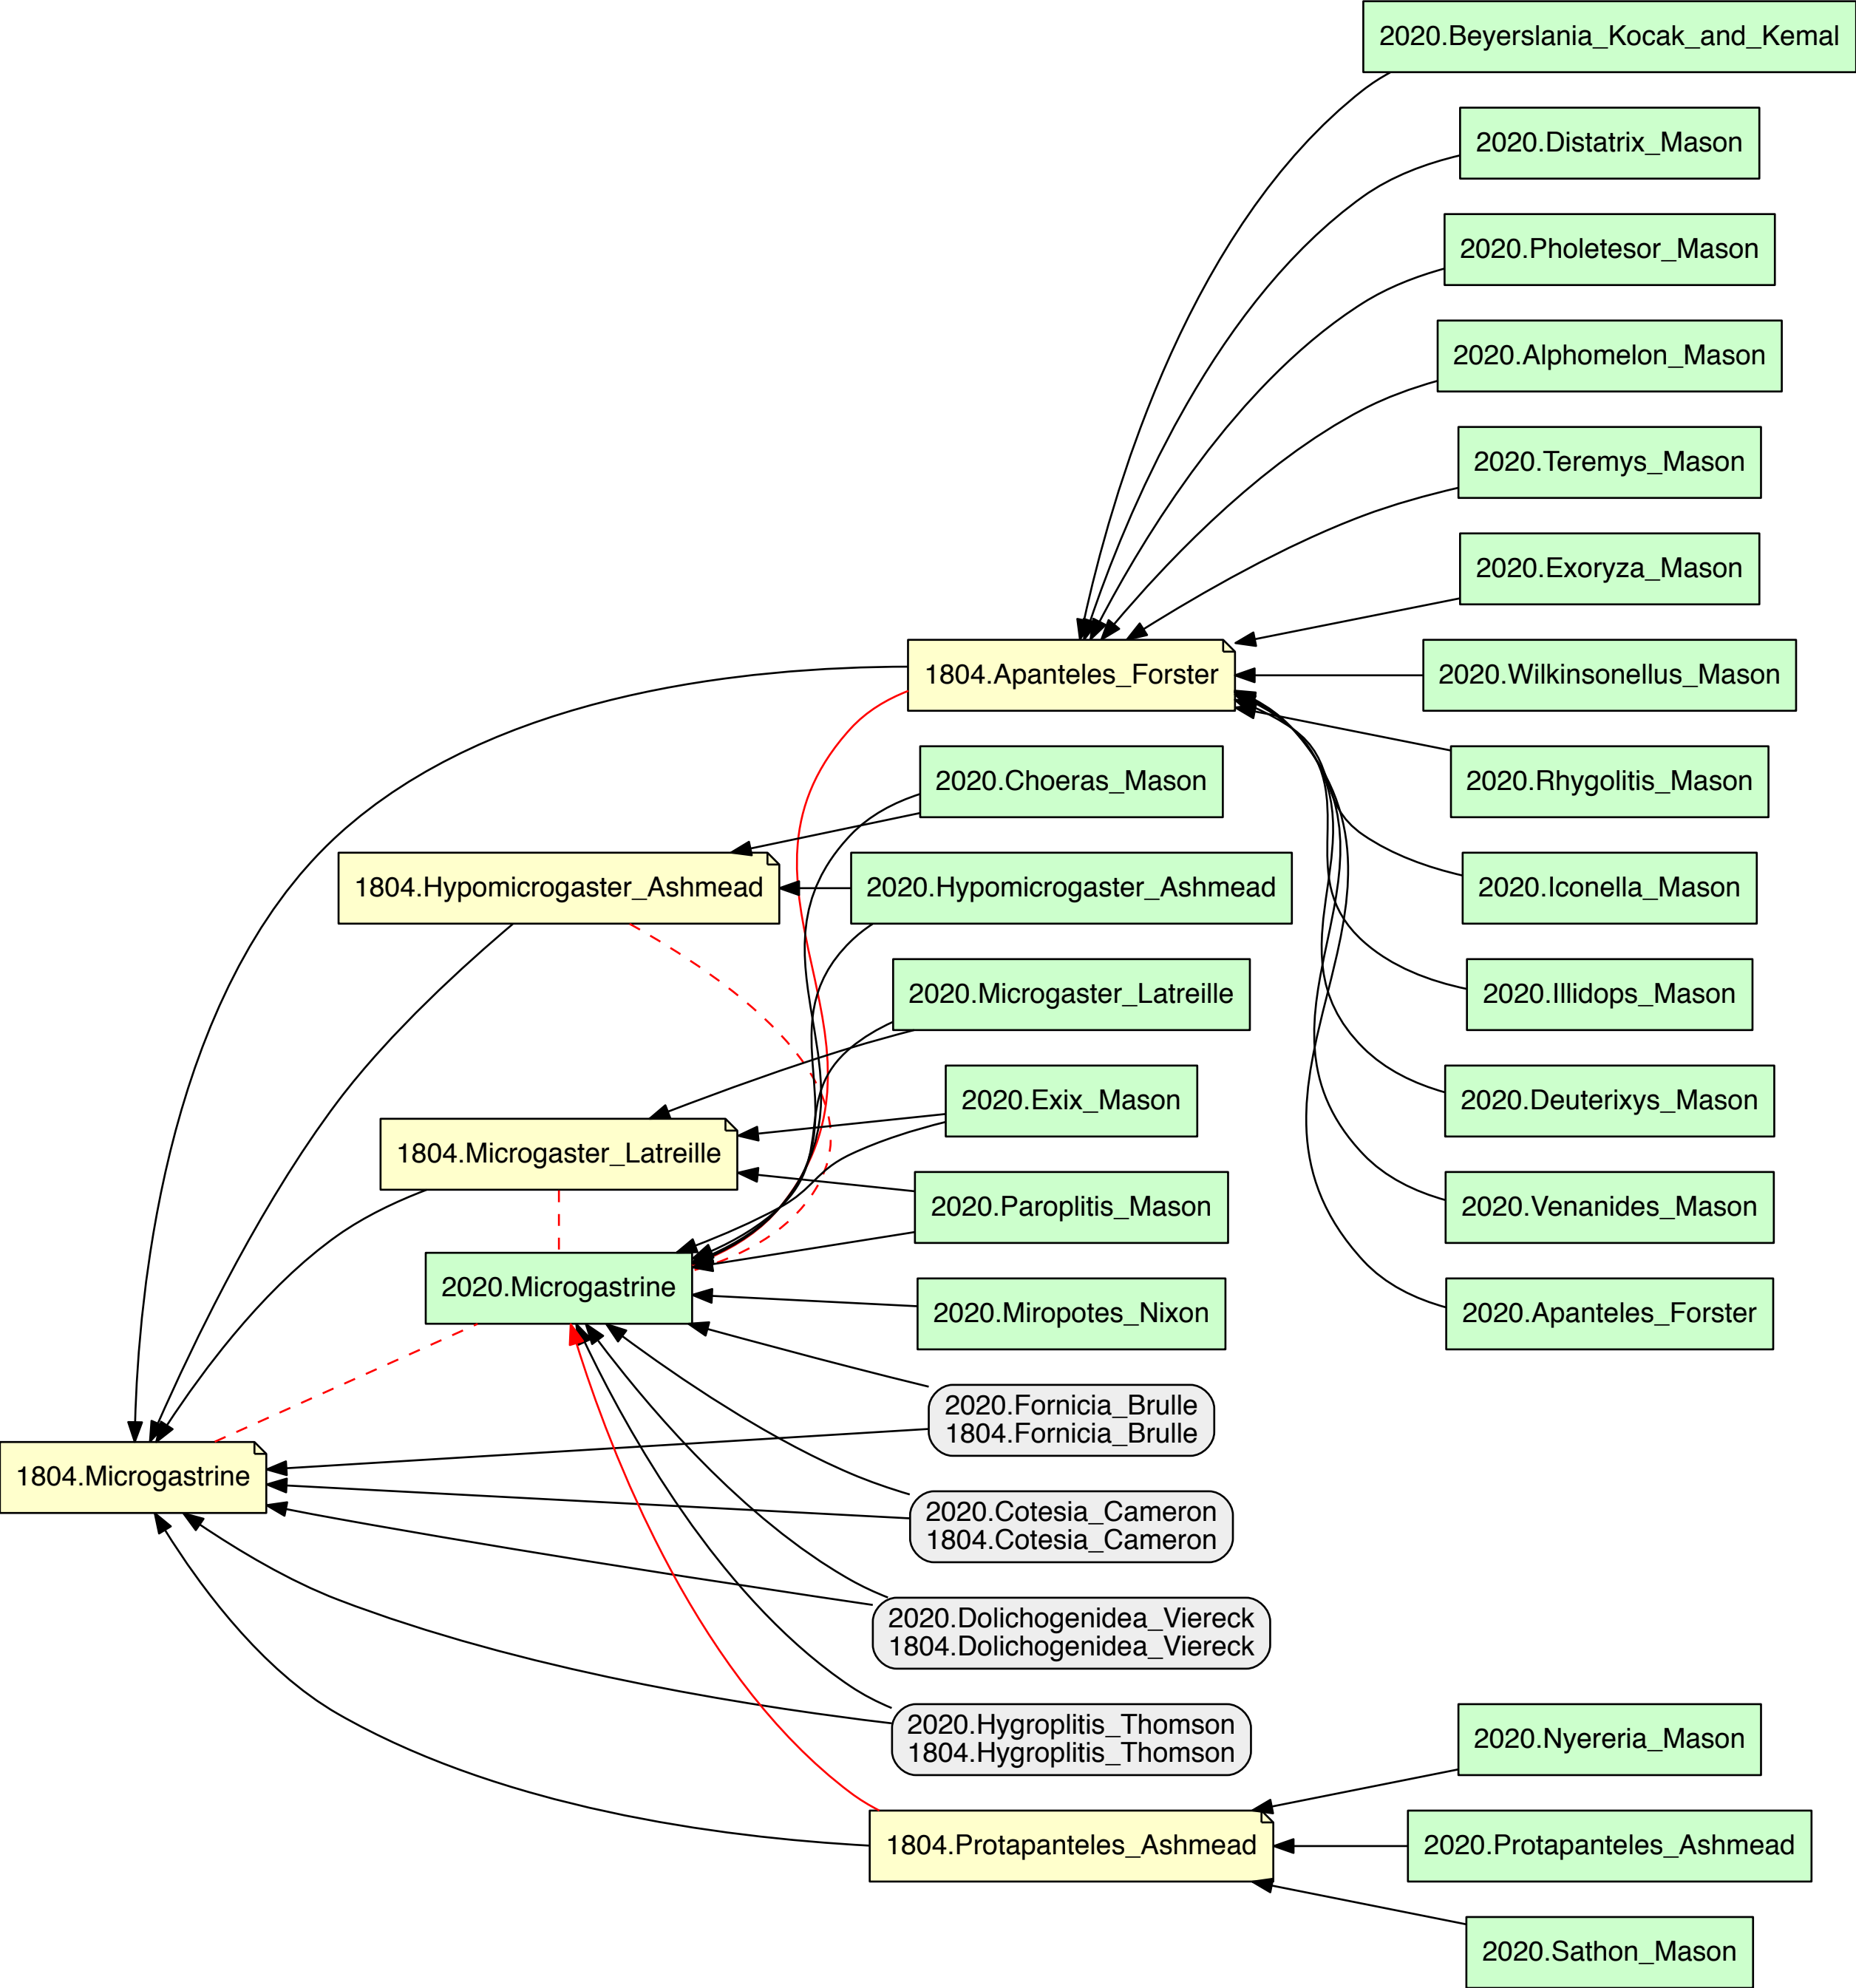 2020.Beyerslania_Kocak_and_Kemal
2020.Distatrix_Mason
2020.Pholetesor_Mason
2020.Alphomelon_Mason
2020.Teremys_Mason
2020.Exoryza_Mason
1804.Apanteles_Forster
2020.Wilkinsonellus_Mason
2020.Choeras_Mason
2020.Rhygolitis_Mason
1804.Hypomicrogaster_Ashmead
2020.Hypomicrogaster_Ashmead
2020.Iconella_Mason
2020.Microgaster_Latreille
2020.Illidops_Mason
2020.Exix_Mason
2020.Deuterixys_Mason
1804.Microgaster_Latreille
2020.Paroplitis_Mason
2020.Venanides_Mason
2020.Microgastrine
2020.Miropotes_Nixon
2020.Apanteles_Forster
2020.Fornicia_Brulle
1804.Fornicia_Brulle
1804.Microgastrine
2020.Cotesia_Cameron
1804.Cotesia_Cameron
2020.Dolichogenidea_Viereck
1804.Dolichogenidea_Viereck
2020.Hygroplitis_Thomson
1804.Hygroplitis_Thomson
2020.Nyereria_Mason
1804.Protapanteles_Ashmead
2020.Protapanteles_Ashmead
2020.Sathon_Mason